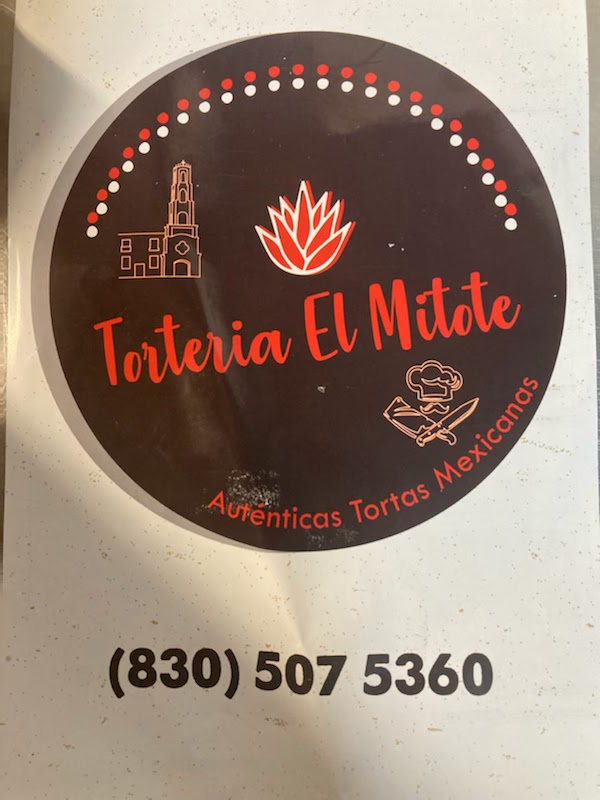 Torteria El Mitote
Auténticas Tortas Mexicanas
(830) 507 5360